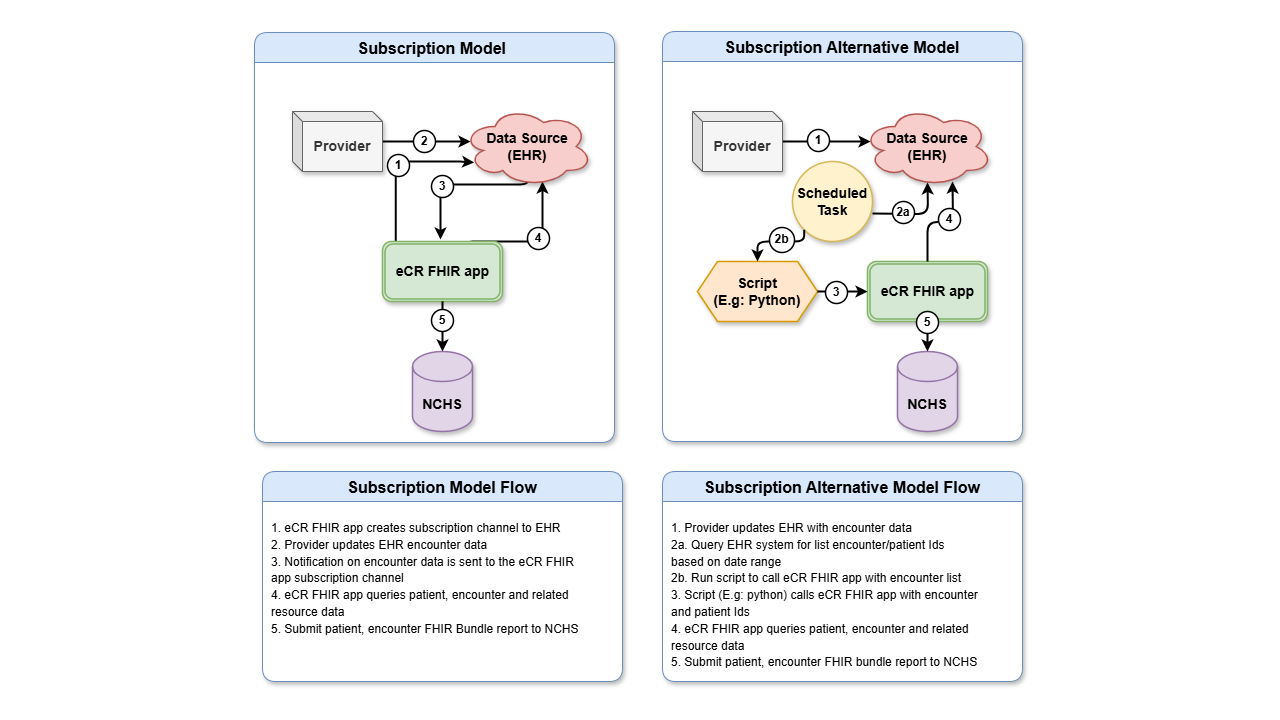 Subscription Model
Provider
2
Data Source
(EHR)
1
3
4
eCR FHIR app
5
NCHS
Subscription Alternative Model
Provider
1
Data Source
(EHR)
Scheduled
Task
2a
4
2b
Script
(E.g: Python)
3
eCR FHIR app
5
NCHS
Subscription Model Flow
1. eCR FHIR app creates subscription channel to EHR
2. Provider updates EHR encounter data
3. Notification on encounter data is sent to the eCR FHIR
app subscription channel
4. eCR FHIR app queries patient, encounter and related
resource data
5. Submit patient, encounter FHIR Bundle report to NCHS
Subscription Alternative Model Flow
1. Provider updates EHR with encounter data
2a. Query EHR system for list encounter/patient Ids
based on date range
2b. Run script to call eCR FHIR app with encounter list
3. Script (E.g: python) calls eCR FHIR app with encounter
and patient Ids
4. eCR FHIR app queries patient, encounter and related
resource data
5. Submit patient, encounter FHIR bundle report to NCHS